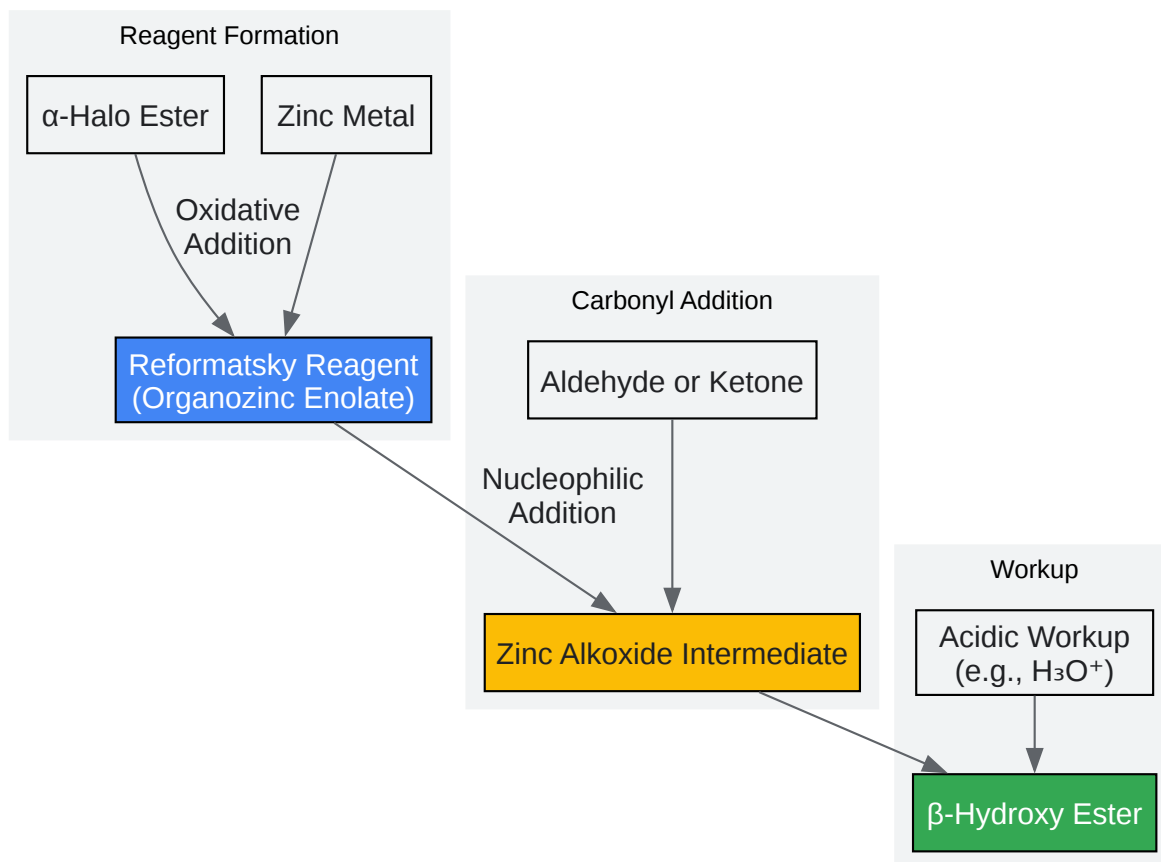 Reagent Formation
α-Halo Ester
Zinc Metal
Oxidative
Addition
Reformatsky Reagent
(Organozinc Enolate)
Carbonyl Addition
Aldehyde or Ketone
Nucleophilic
Addition
Zinc Alkoxide Intermediate
Workup
Acidic Workup
(e.g., H₃O⁺)
β-Hydroxy Ester